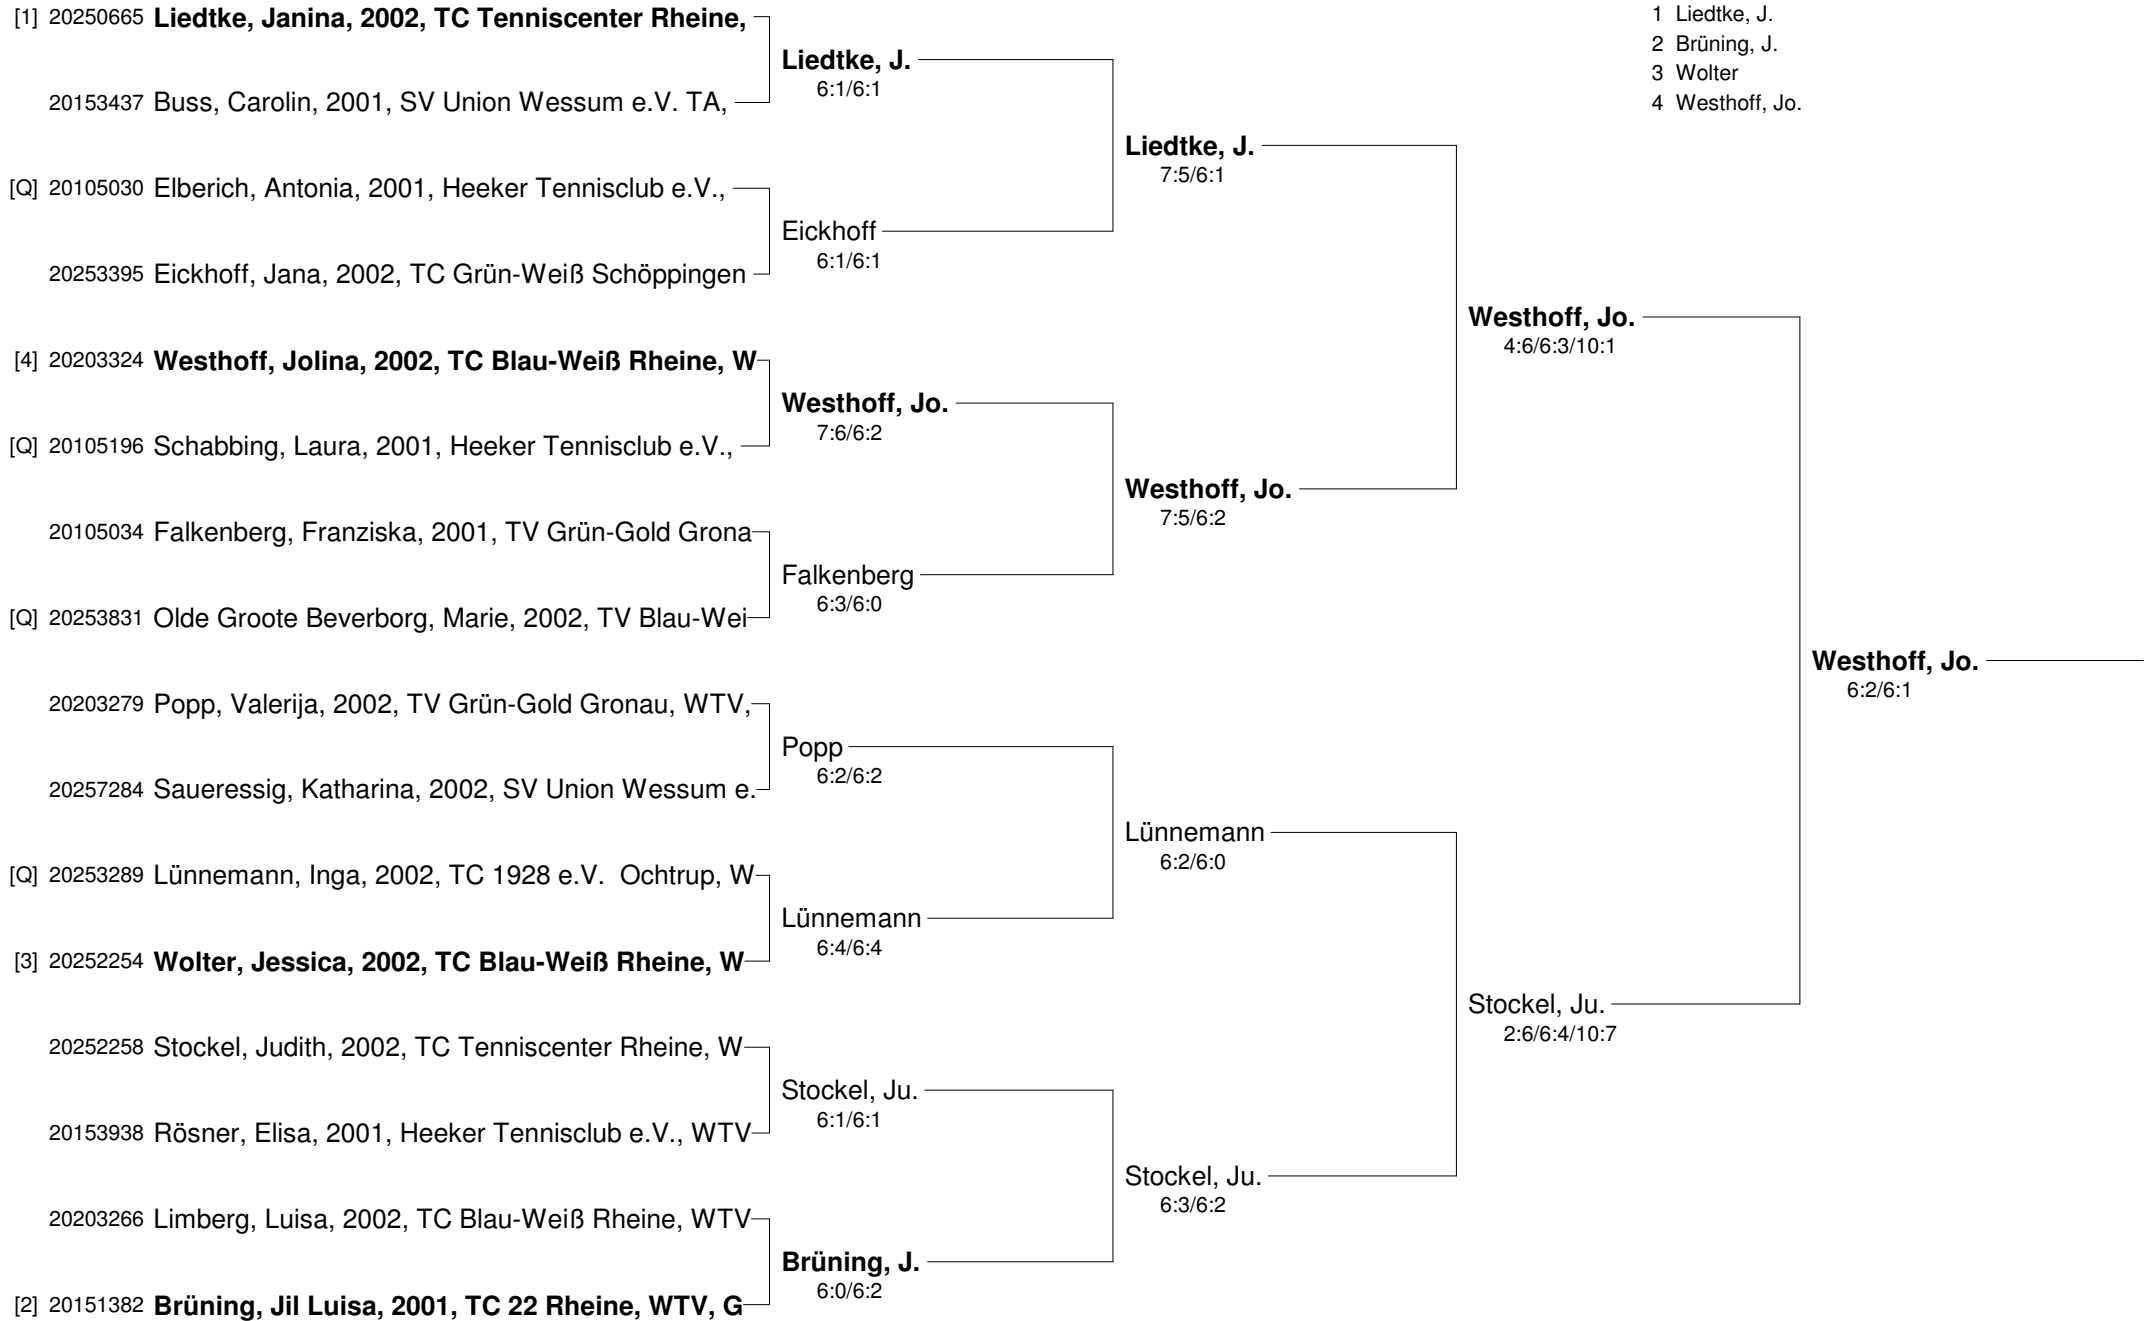 [1] 20250665 Liedtke, Janina, 2002, TC Tenniscenter Rheine,
20153437 Buss, Carolin, 2001, SV Union Wessum e.V. TA,
[Q] 20105030 Elberich, Antonia, 2001, Heeker Tennisclub e.V.,
20253395 Eickhoff, Jana, 2002, TC Grün-Weiß Schöppingen
[4] 20203324 Westhoff, Jolina, 2002, TC Blau-Weiß Rheine, W
[Q] 20105196 Schabbing, Laura, 2001, Heeker Tennisclub e.V.,
20105034 Falkenberg, Franziska, 2001, TV Grün-Gold Grona
[Q] 20253831 Olde Groote Beverborg, Marie, 2002, TV Blau-Wei
20203279 Popp, Valerija, 2002, TV Grün-Gold Gronau, WTV,
20257284 Saueressig, Katharina, 2002, SV Union Wessum e.
[Q] 20253289 Lünnemann, Inga, 2002, TC 1928 e.V. Ochtrup, W
[3] 20252254 Wolter, Jessica, 2002, TC Blau-Weiß Rheine, W
20252258 Stockel, Judith, 2002, TC Tenniscenter Rheine, W
20153938 Rösner, Elisa, 2001, Heeker Tennisclub e.V., WTV
20203266 Limberg, Luisa, 2002, TC Blau-Weiß Rheine, WTV
[2] 20151382 Brüning, Jil Luisa, 2001, TC 22 Rheine, WTV, G
Liedtke, J.
6:1/6:1
Eickhoff
6:1/6:1
Westhoff, Jo.
7:6/6:2
Falkenberg
6:3/6:0
Popp
6:2/6:2
Lünnemann
6:4/6:4
Stockel, Ju.
6:1/6:1
Brüning, J.
6:0/6:2
Liedtke, J.
7:5/6:1
Westhoff, Jo.
7:5/6:2
Lünnemann
6:2/6:0
Stockel, Ju.
6:3/6:2
Westhoff, Jo.
4:6/6:3/10:1
Stockel, Ju.
2:6/6:4/10:7
Westhoff, Jo.
6:2/6:1
1 Liedtke, J.
2 Brüning, J.
3 Wolter
4 Westhoff, Jo.